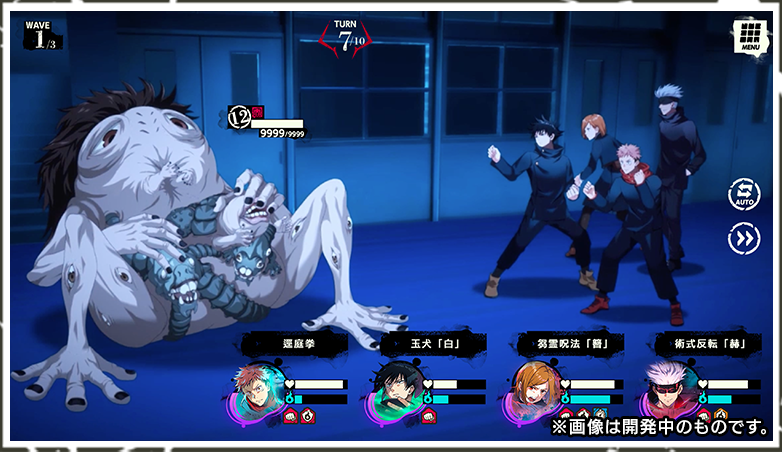 WAVE
1/3
TURN
7/10
MENU
12
9999/9999
AUTO
逕庭拳
玉犬「白」
芻霊呪法「簪」
術式反転「赫」
※画像は開発中のものです。